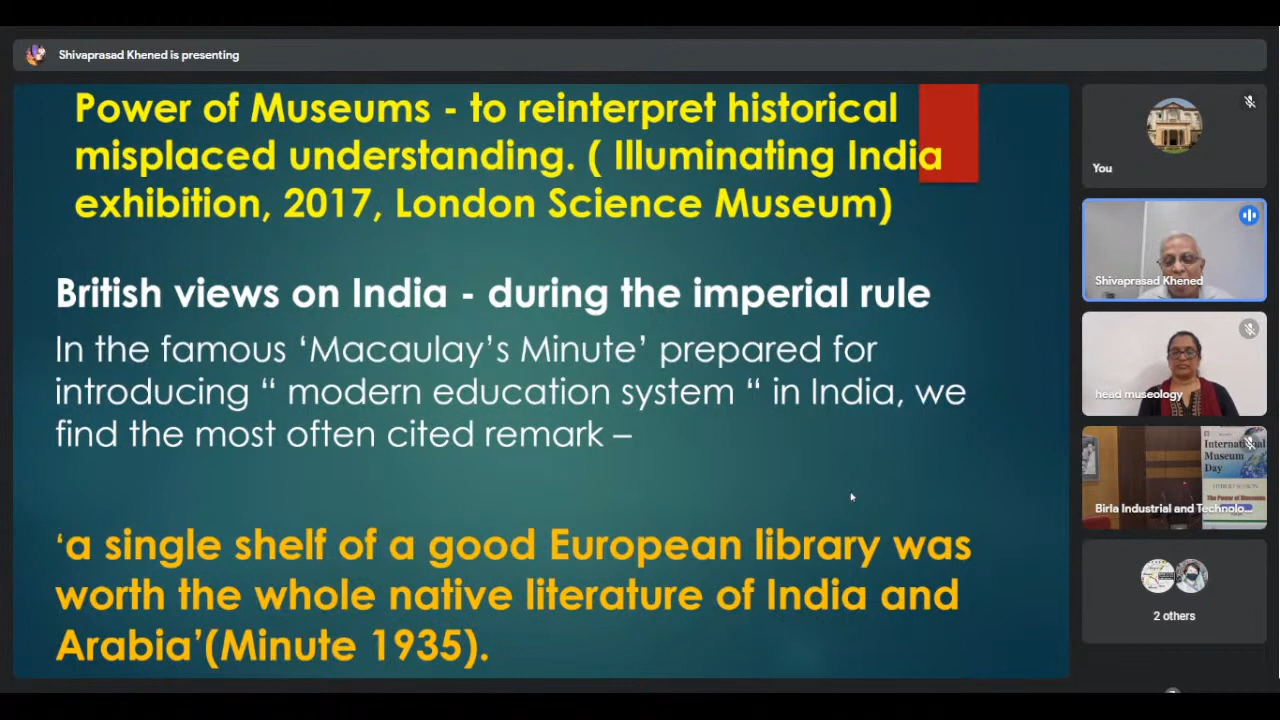 Shivaprasad Khened is presenting
Power of Museums - to reinterpret historical
misplaced understanding. ( Illuminating India
exhibition, 2017, London Science Museum)
British views on India - during the imperial rule
In the famous ‘Macaulay’s Minute’ prepared for
introducing “ modern education system “ in India, we
find the most often cited remark –
‘a single shelf of a good European library was
worth the whole native literature of India and
Arabia’(Minute 1935).
You
Shivaprasad Khened
head museology
International
Museum
Day
The Power of Museums
Birla Industrial and Technolo...
2 others